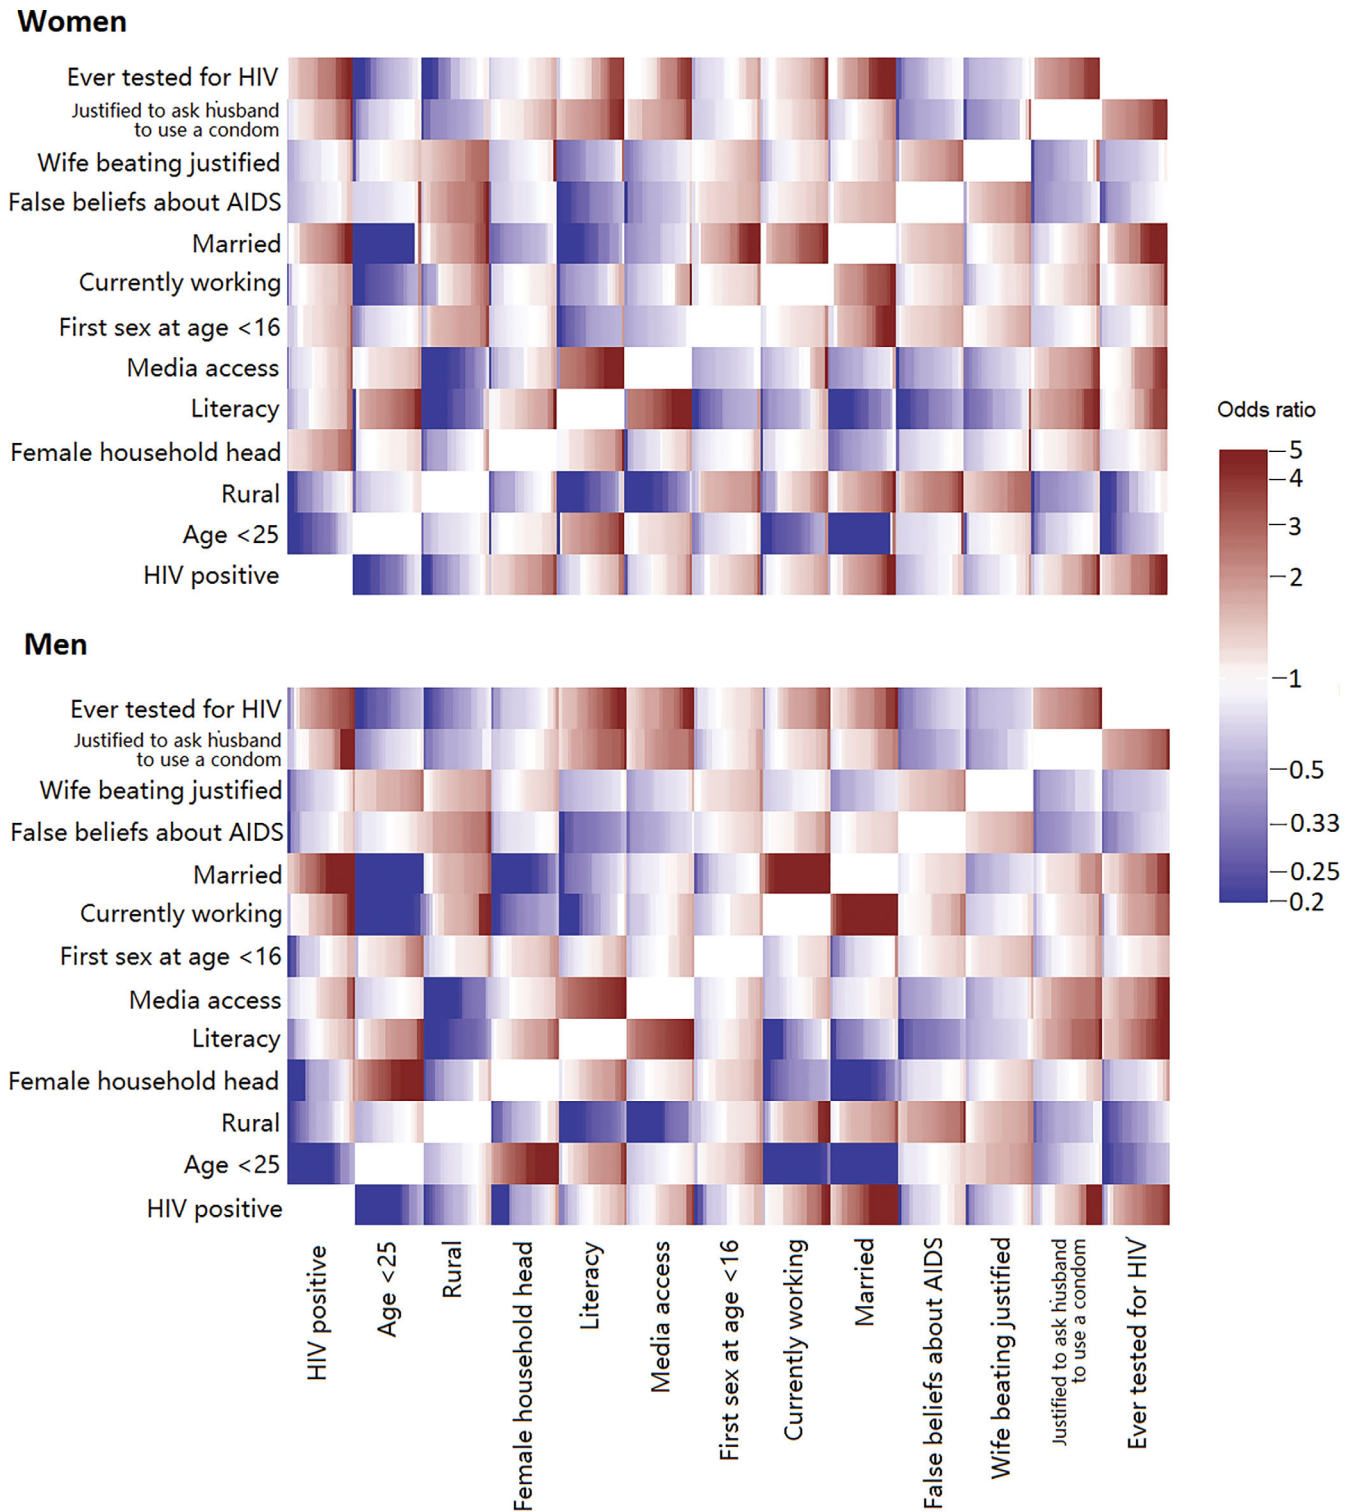 Women
Ever tested for HIV
Justified to ask husband
to use a condom
Wife beating justified
False beliefs about AIDS
Married
Currently working
First sex at age <16
Media access
Literacy
Female household head
Rural
Age <25
HIV positive
Odds ratio
5
4
3
2
1
0.5
0.33
0.25
0.2
Men
Ever tested for HIV
Justified to ask husband
to use a condom
Wife beating justified
False beliefs about AIDS
Married
Currently working
First sex at age <16
Media access
Literacy
Female household head
Rural
Age <25
HIV positive
HIV positive
Age <25
Rural
Female household head
Literacy
Media access
First sex at age <16
Currently working
Married
False beliefs about AIDS
Wife beating justified
Justified to ask husband
to use a condom
Ever tested for HIV